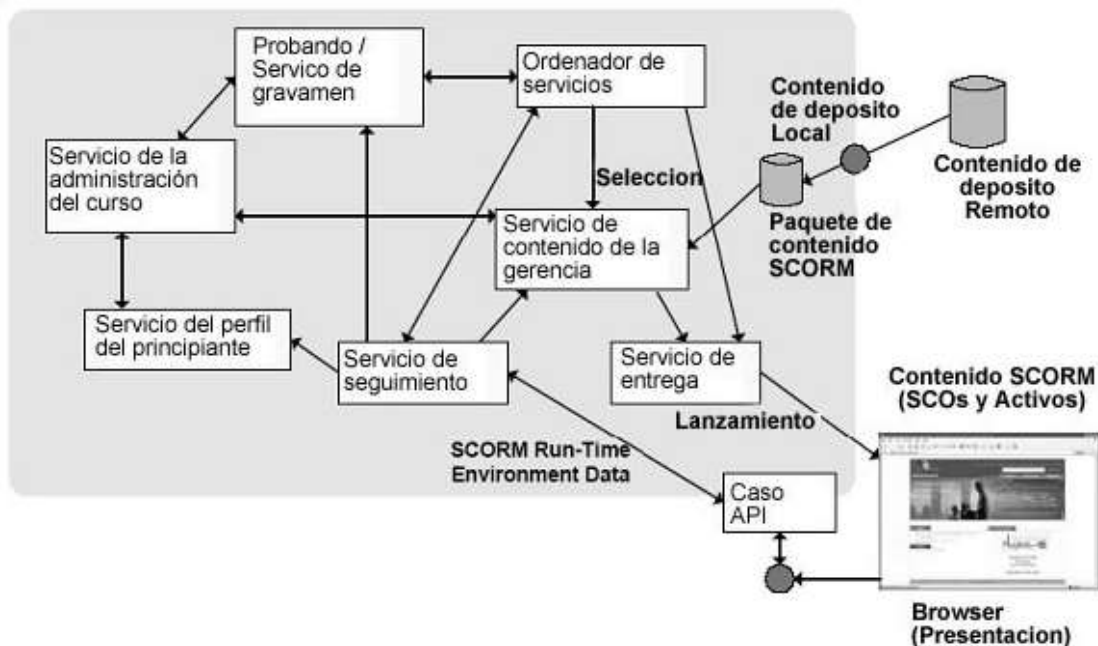 Probando /
Servico de
gravamen
Ordenador de
servicios
Contenido
de deposito
Local
Contenido de
deposito
Remoto
Servicio de la
administración
del curso
Seleccion
Servicio de
contenido de la
gerencia
Paquete de
contenido
SCORM
Servicio del perfil
del principiante
Servicio de
seguimiento
Servicio de
entrega
Contenido SCORM
(SCOs y Activos)
Lanzamiento
SCORM Run-Time
Environment Data
Caso
API
Browser
(Presentacion)